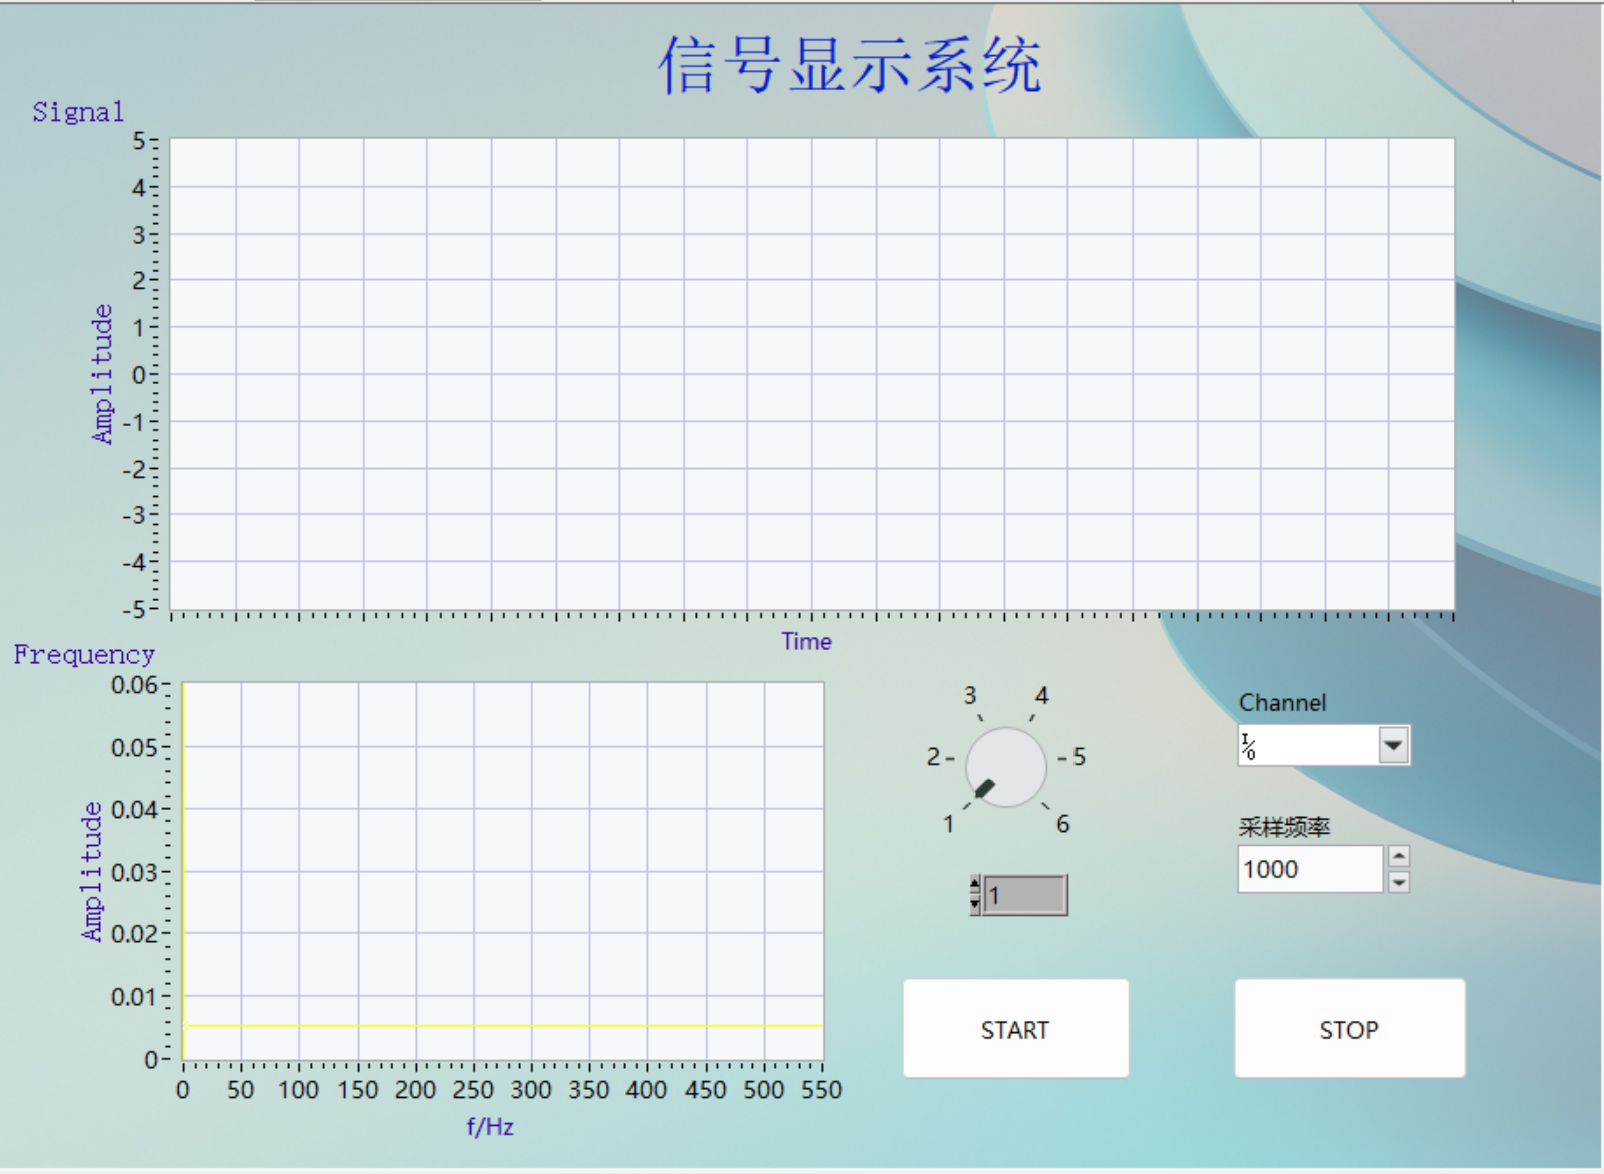 信号显示系统
Signal
5
4
3
2
1
0
-1
-2
-3
-4
-5
Amplitude
Time
Frequency
0.06
0.05
0.04
0.03
0.02
0.01
0
Amplitude
0 50 100 150 200 250 300 350 400 450 500 550
f/Hz
3 4
2 5
1 6
1
Channel
I/O
采样频率
1000
START
STOP